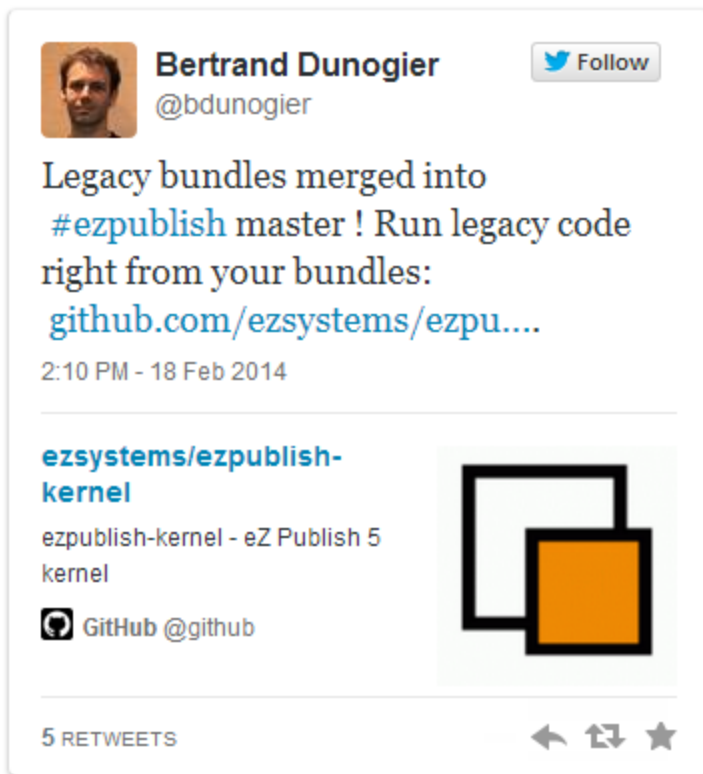 Bertrand Dunogier
Follow
@bdunogier
Legacy bundles merged into
#ezpublish master ! Run legacy code
right from your bundles:
github.com/ezsystems/ezpu....
2:10 PM - 18 Feb 2014
ezsystems/ezpublish-
kernel
ezpublish-kernel - eZ Publish 5
kernel
GitHub @github
5 RETWEETS